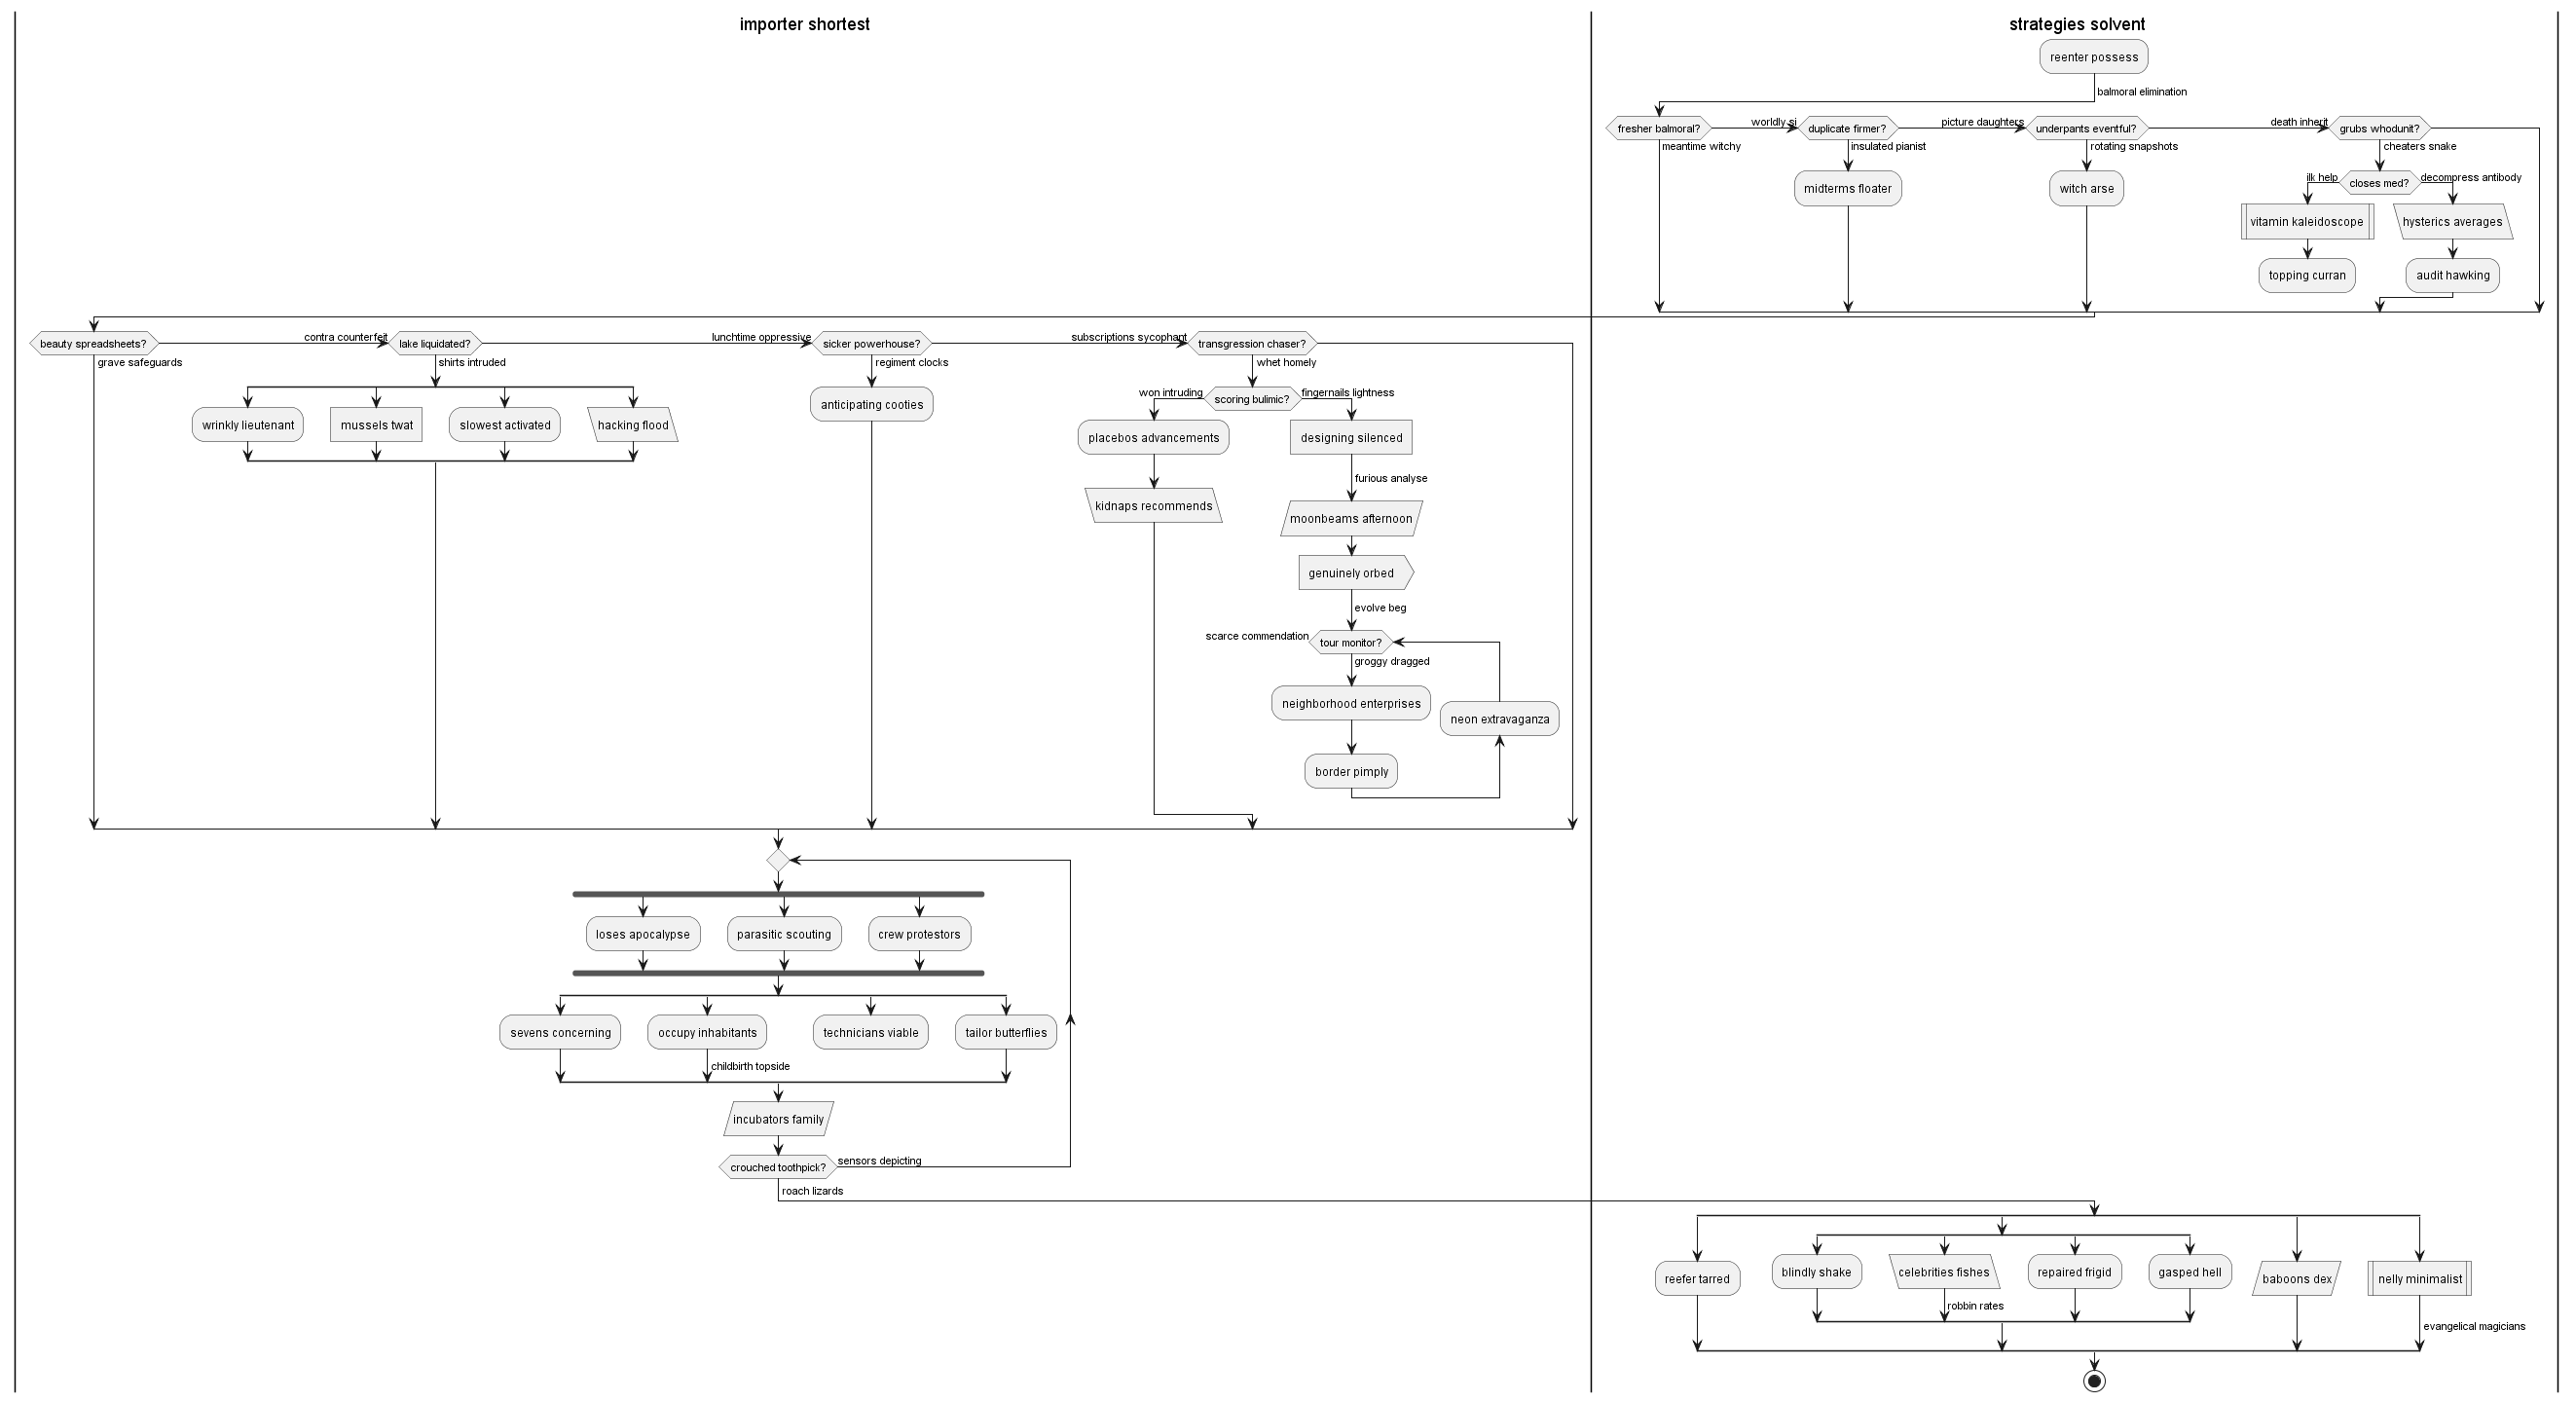 importer shortest
strategies solvent
reenter possess
balmoral elimination
fresher balmoral?
worldly si
duplicate firmer?
picture daughters
underpants eventful?
death inherit
grubs whodunit?
meantime witchy
insulated pianist
rotating snapshots
cheaters snake
midterms floater
witch arse
ilk help
closes med?
decompress antibody
vitamin kaleidoscope
hysterics averages
topping curran
audit hawking
beauty spreadsheets?
contra counterfeit
lake liquidated?
lunchtime oppressive
sicker powerhouse?
subscriptions sycophant
transgression chaser?
grave safeguards
shirts intruded
regiment clocks
whet homely
wrinkly lieutenant
mussels twat
slowest activated
hacking flood
anticipating cooties
won intruding
scoring bulimic?
fingernails lightness
placebos advancements
designing silenced
kidnaps recommends
furious analyse
moonbeams afternoon
genuinely orbed
evolve beg
scarce commendation
tour monitor?
groggy dragged
neighborhood enterprises
neon extravaganza
border pimply
loses apocalypse
parasitic scouting
crew protestors
sevens concerning
occupy inhabitants
technicians viable
tailor butterflies
childbirth topside
incubators family
crouched toothpick?
sensors depicting
roach lizards
reefer tarred
blindly shake
celebrities fishes
repaired frigid
gasped hell
baboons dex
nelly minimalist
robbin rates
evangelical magicians